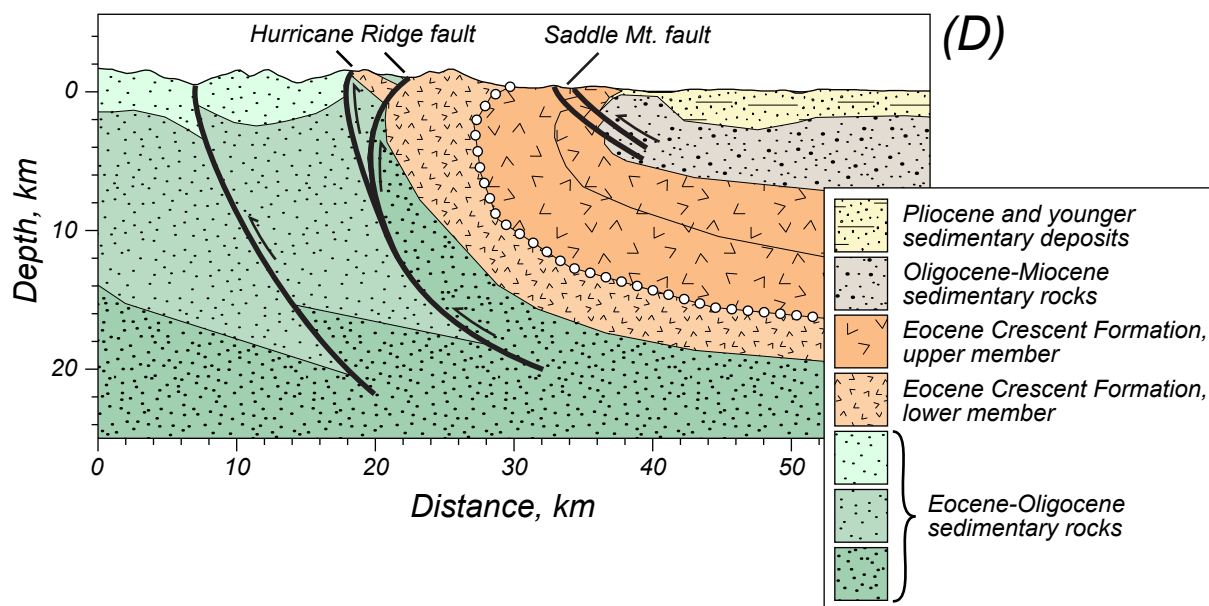 (D)
Hurricane Ridge fault
Saddle Mt. fault
Depth, km
0
10
20
0
10
20
30
40
50
Distance, km
Pliocene and younger
sedimentary deposits
Oligocene-Miocene
sedimentary rocks
Eocene Crescent Formation,
upper member
Eocene Crescent Formation,
lower member
Eocene-Oligocene
sedimentary rocks